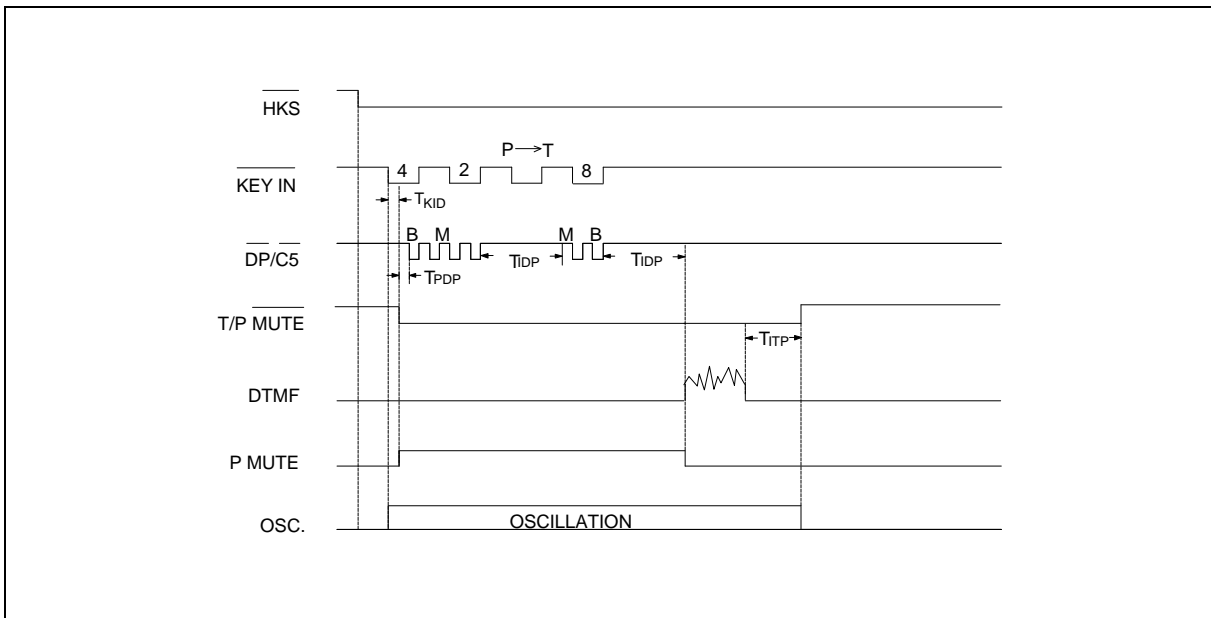 HKS
P→T
KEY IN
4 2 8
TKID
B M M B
DP/C5
TIDP TIDP
TPDP
T/P MUTE
TITP
DTMF
P MUTE
OSC.
OSCILLATION